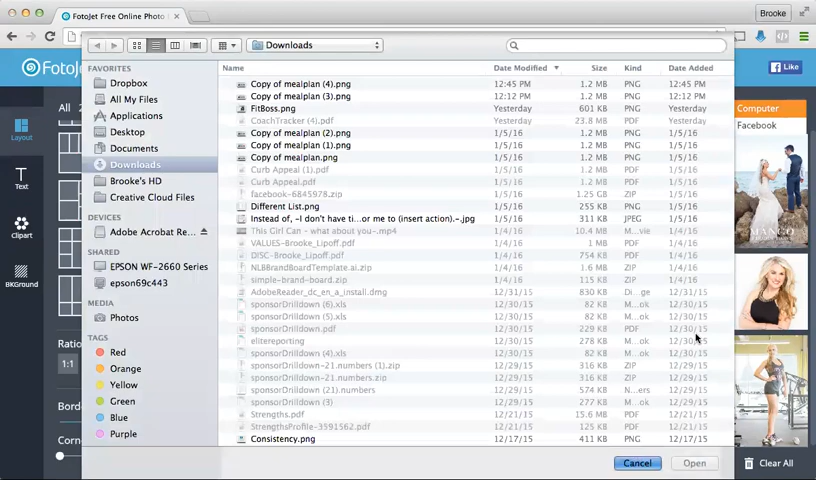 FotoJet Free Online Photo
Brooke
FotoJe
Like
All
Layout
Text
Clipart
BKGround
Ratio
1:1
Borde
Corne
Downloads
FAVORITES
Dropbox
All My Files
Applications
Desktop
Documents
Downloads
Brooke's HD
Creative Cloud Files
DEVICES
Adobe Acrobat Re...
SHARED
EPSON WF-2660 Series
epson69c443
MEDIA
Photos
TAGS
Red
Orange
Yellow
Green
Blue
Purple
Name Date Modified Size Kind Date Added
Copy of mealplan (4).png 12:45 PM 1.2 MB PNG 12:45 PM
Copy of mealplan (3).png 12:12 PM 1.2 MB PNG 12:12 PM
FitBoss.png Yesterday 601 KB PNG Yesterday
CoachTracker (4).pdf Yesterday 23.8 MB PDF Yesterday
Copy of mealplan (2).png 1/5/16 1.2 MB PNG 1/5/16
Copy of mealplan (1).png 1/5/16 1.2 MB PNG 1/5/16
Copy of mealplan.png 1/5/16 1.2 MB PNG 1/5/16
Curb Appeal (1).pdf 1/5/16 1.2 MB PDF 1/5/16
Curb Appeal.pdf 1/5/16 1.2 MB PDF 1/5/16
facebook-6845978.zip 1/5/16 1.25 GB ZIP 1/5/16
Different List.png 1/5/16 255 KB PNG 1/5/16
Instead of, -I don't have ti...or me to (insert action).-.jpg 1/5/16 311 KB JPEG 1/5/16
This Girl Can - what about you-.mp4 1/4/16 10.4 MB M...vie 1/4/16
VALUES-Brooke_Lipoff.pdf 1/4/16 1 MB PDF 1/4/16
DISC-Brooke_Lipoff.pdf 1/4/16 754 KB PDF 1/4/16
NLBBrandBoardTemplate.ai.zip 1/4/16 1.6 MB ZIP 1/4/16
simple-brand-board.zip 1/4/16 115 KB ZIP 1/4/16
AdobeReader_dc_en_a_install.dmg 12/31/15 830 KB Di...ge 12/31/15
sponsorDrilldown (6).xls 12/30/15 82 KB M...ok 12/30/15
sponsorDrilldown (5).xls 12/30/15 82 KB M...ok 12/30/15
sponsorDrilldown.pdf 12/30/15 229 KB PDF 12/30/15
elitereporting 12/30/15 278 KB M...ok 12/30/15
sponsorDrilldown (4).xls 12/30/15 82 KB M...ok 12/30/15
sponsorDrilldown-21.numbers (1).zip 12/29/15 316 KB ZIP 12/29/15
sponsorDrilldown-21.numbers.zip 12/29/15 316 KB ZIP 12/29/15
sponsorDrilldown (21).numbers 12/29/15 574 KB N...ers 12/29/15
sponsorDrilldown (3) 12/29/15 277 KB M...ok 12/29/15
Strengths.pdf 12/21/15 15.6 MB PDF 12/21/15
StrengthsProfile-3591562.pdf 12/21/15 125 KB PDF 12/21/15
Consistency.png 12/17/15 411 KB PNG 12/17/15
Cancel
Open
Computer
Facebook
Clear All